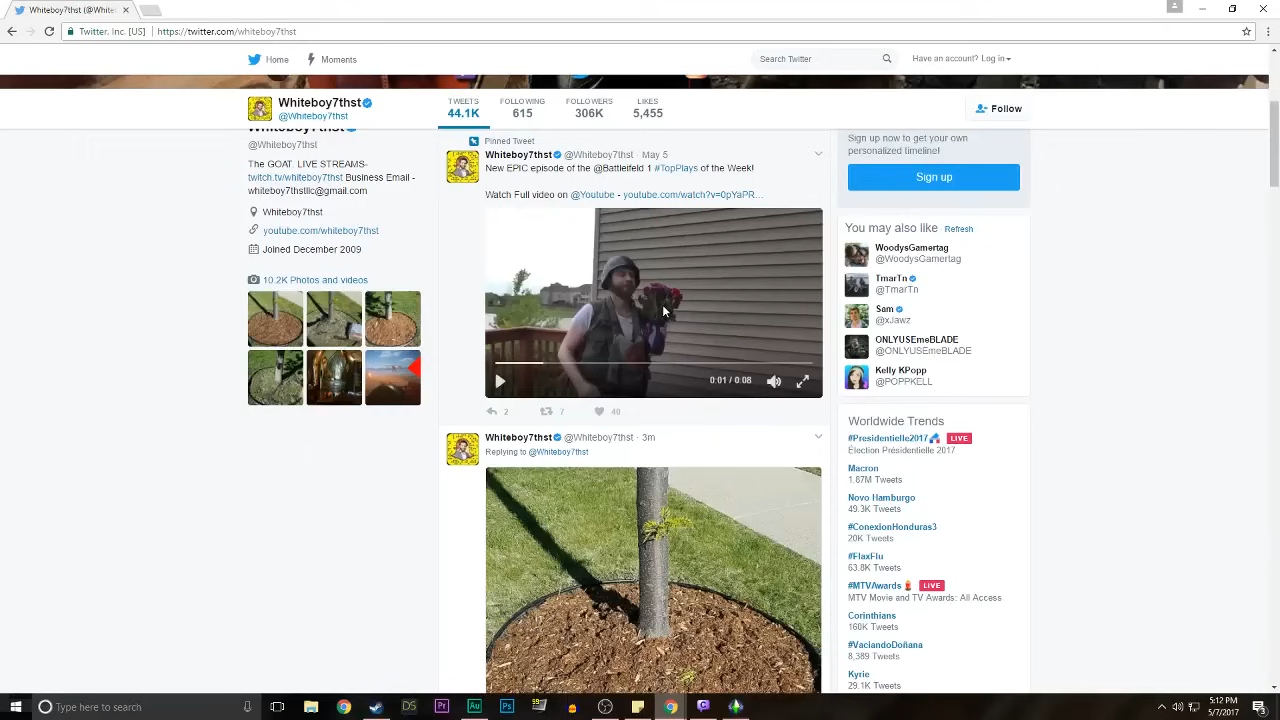 Whiteboy7thst (@White
Twitter, Inc. [US]
https://twitter.com/whiteboy7thst
Home
Moments
Search Twitter
Have an account? Log in
Whiteboy7thst
@Whiteboy7thst
TWEETS
44.1K
FOLLOWING
615
FOLLOWERS
306K
LIKES
5,455
Follow
Whiteboy7thst
@Whiteboy7thst
The GOAT. LIVE STREAMS-
twitch.tv/whiteboy7thst Business Email -
whiteboy7thstllc@gmail.com
Whiteboy7thst
youtube.com/whiteboy7thst
Joined December 2009
10.2K Photos and videos
Pinned Tweet
Whiteboy7thst @Whiteboy7thst · May 5
New EPIC episode of the @Battlefield 1 #TopPlays of the Week!
Watch Full video on @Youtube - youtube.com/watch?v=0pYaPR...
0:01 / 0:08
2
7
40
Whiteboy7thst @Whiteboy7thst · 3m
Replying to @Whiteboy7thst
Sign up now to get your own
personalized timeline!
Sign up
You may also like · Refresh
WoodysGamertag
@WoodysGamertag
TmarTn
@TmarTn
Sam
@xJawz
ONLYUSEmeBLADE
@ONLYUSEmeBLADE
Kelly KPopp
@POPPKELL
Worldwide Trends
#Presidentielle2017 LIVE
Élection Présidentielle 2017
Macron
1.87M Tweets
Novo Hamburgo
49.3K Tweets
#ConexionHonduras3
20K Tweets
#FlaxFlu
63.8K Tweets
#MTVAwards LIVE
MTV Movie and TV Awards: All Access
Corinthians
160K Tweets
#VaciandoDoñana
8,389 Tweets
Kyrie
29.1K Tweets
Type here to search
DS
Pr
Au
Ps
5:12 PM
5/7/2017